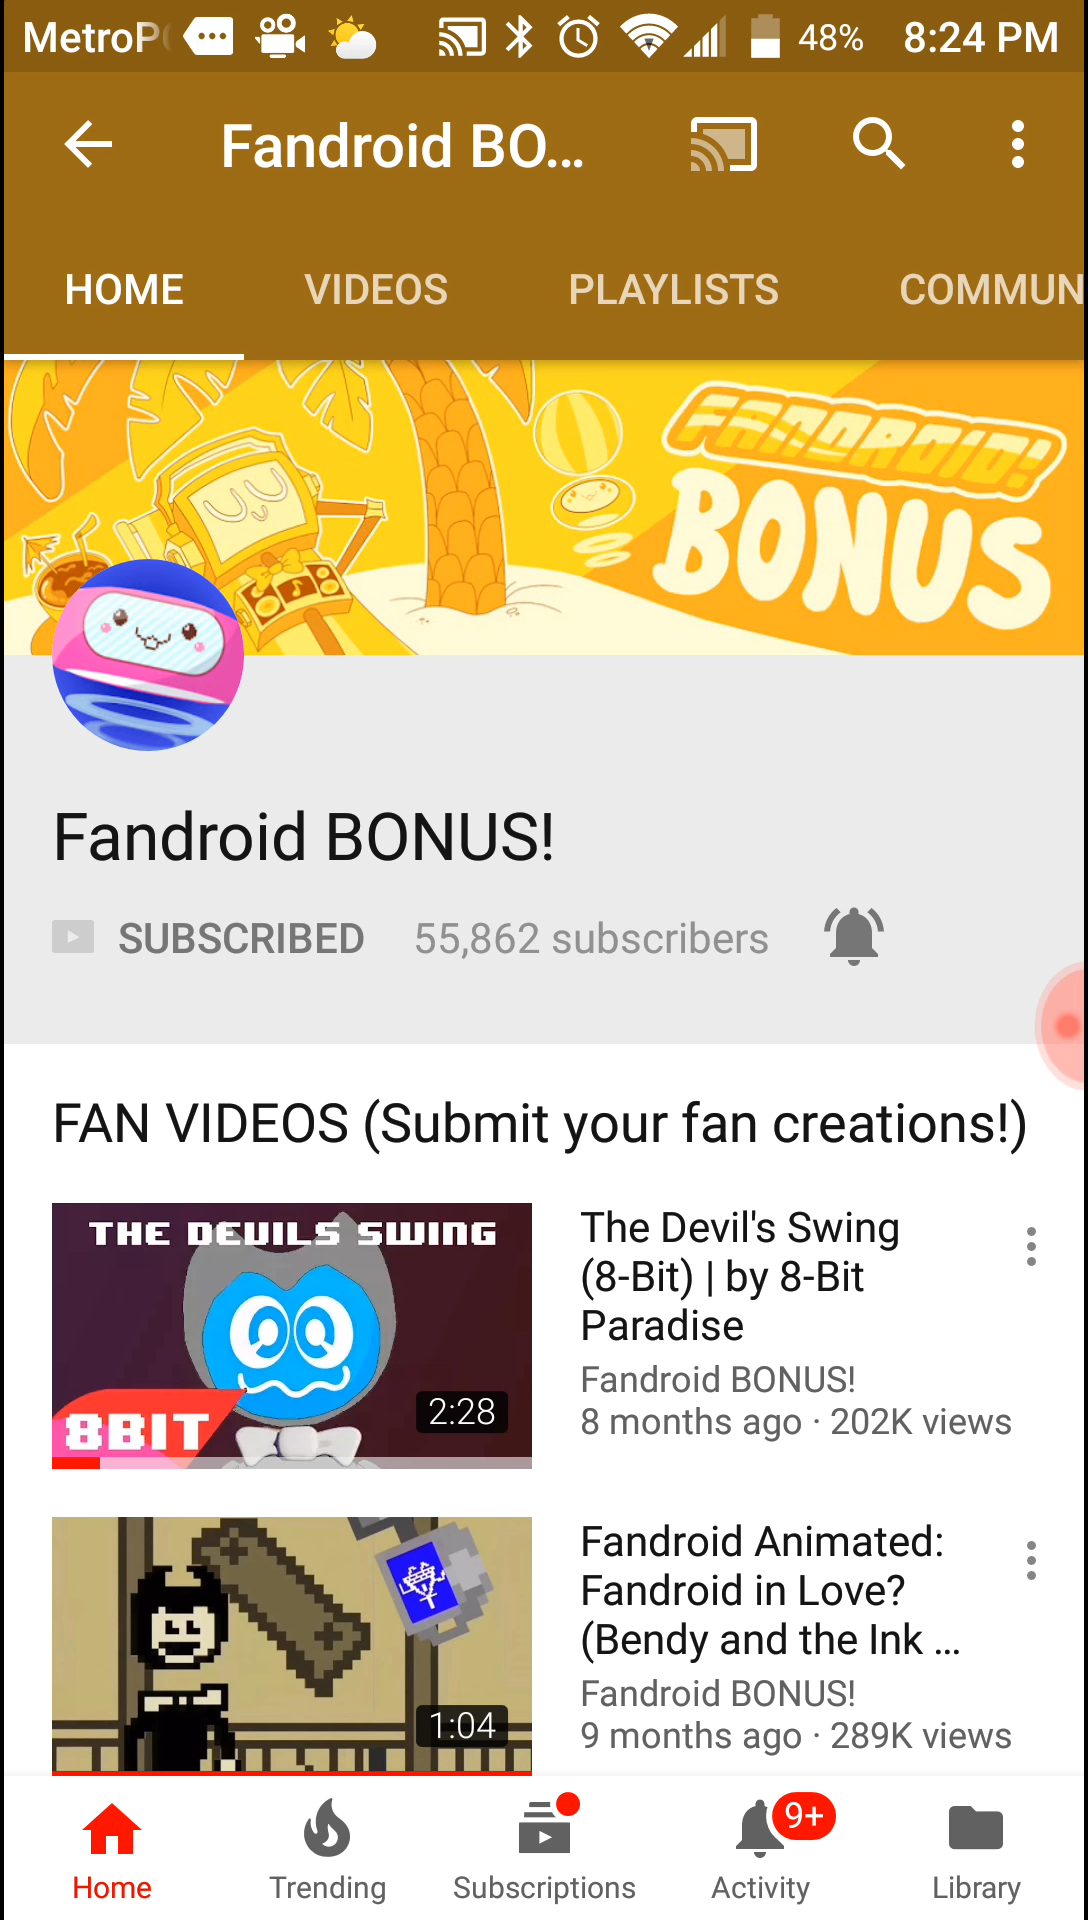 MetroP
48%
8:24 PM
Fandroid BO...
HOME
VIDEOS
PLAYLISTS
COMMUN
FANDROID!
BONUS
Fandroid BONUS!
SUBSCRIBED
55,862 subscribers
FAN VIDEOS (Submit your fan creations!)
THE DEVILS SWING
8BIT
2:28
The Devil's Swing
(8-Bit) | by 8-Bit
Paradise
Fandroid BONUS!
8 months ago · 202K views
1:04
Fandroid Animated:
Fandroid in Love?
(Bendy and the Ink ...
Fandroid BONUS!
9 months ago · 289K views
9+
Home
Trending
Subscriptions
Activity
Library